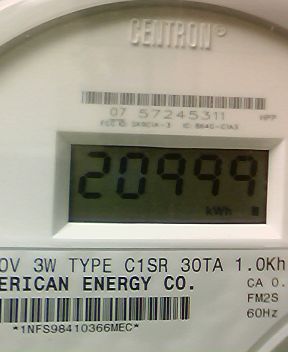 CENTRON®
07 57245311 HPP
20999
kWh
0V 3W TYPE C1SR 30TA 1.0Kh
ERICAN ENERGY CO. CA 0.
FM2S
*1NFS98410366MEC* 60Hz